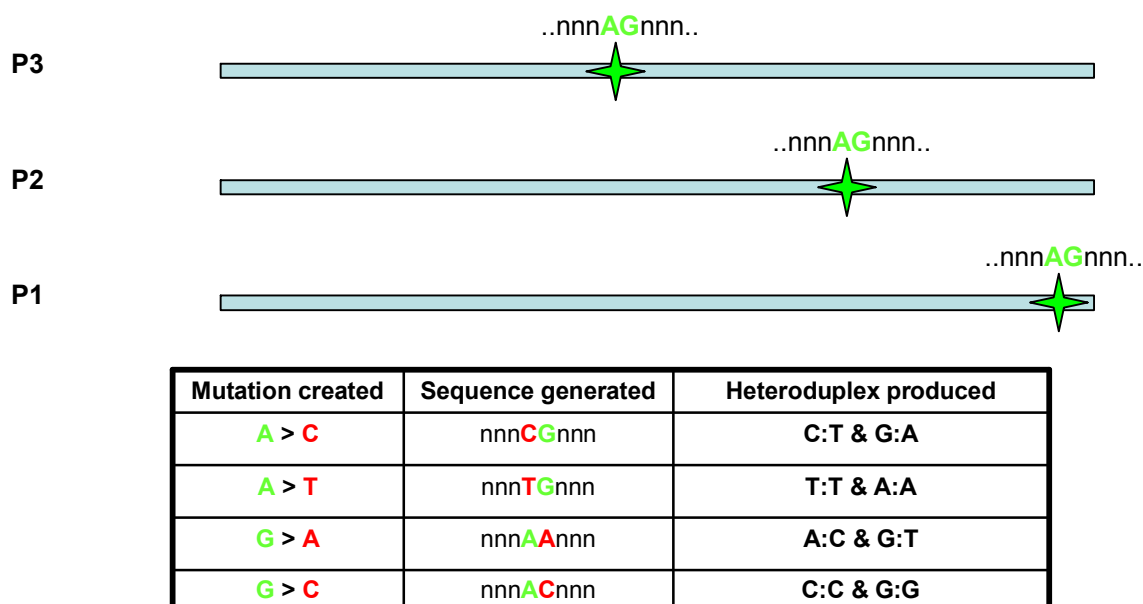 ..nnnAGnnn..
P3
..nnnAGnnn..
P2
..nnnAGnnn..
P1
Mutation created Sequence generated Heteroduplex produced
A > C nnnCGnnn C:T & G:A
A > T nnnTGnnn T:T & A:A
G > A nnnAAnnn A:C & G:T
G > C nnnACnnn C:C & G:G